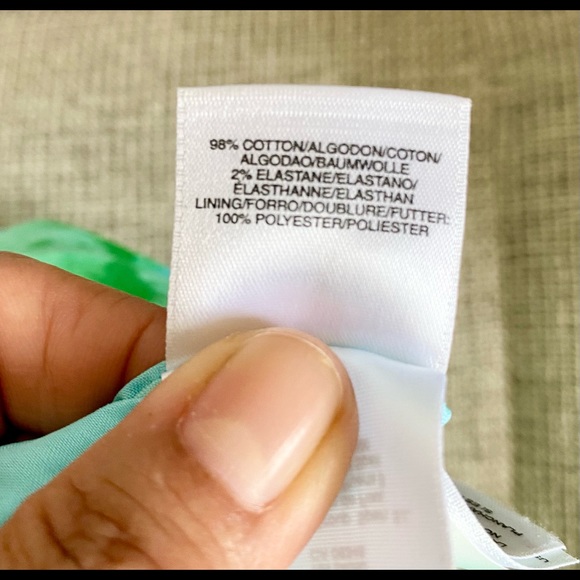 98% COTTON/ALGODON/COTON/
ALGODAO/BAUMWOLLE
2% ELASTANE/ELASTANO/
ÉLASTHANNE/ELASTHAN
LINING/FORRO/DOUBLURE/FUTTER:
100% POLYESTER/POLIESTER